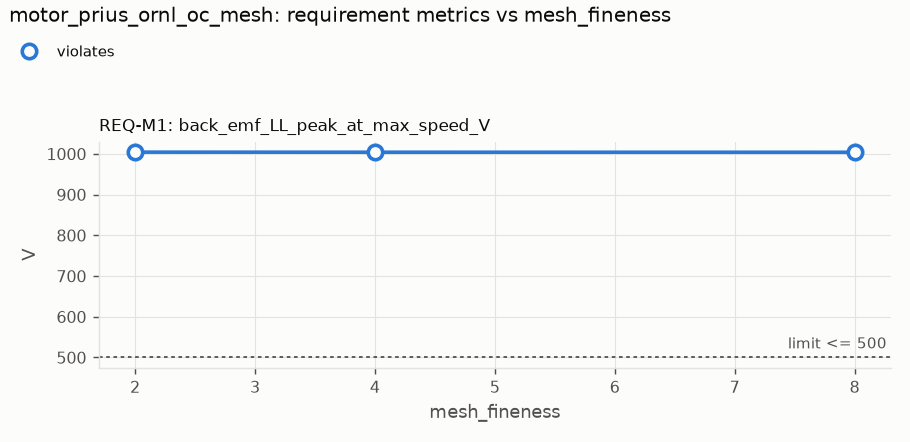 motor_prius_ornl_oc_mesh: requirement metrics vs mesh_fineness
violates
REQ-M1: back_emf_LL_peak_at_max_speed_V
1000
900
800
700
600
500
V
limit <= 500
2 3 4 5 6 7 8
mesh_fineness